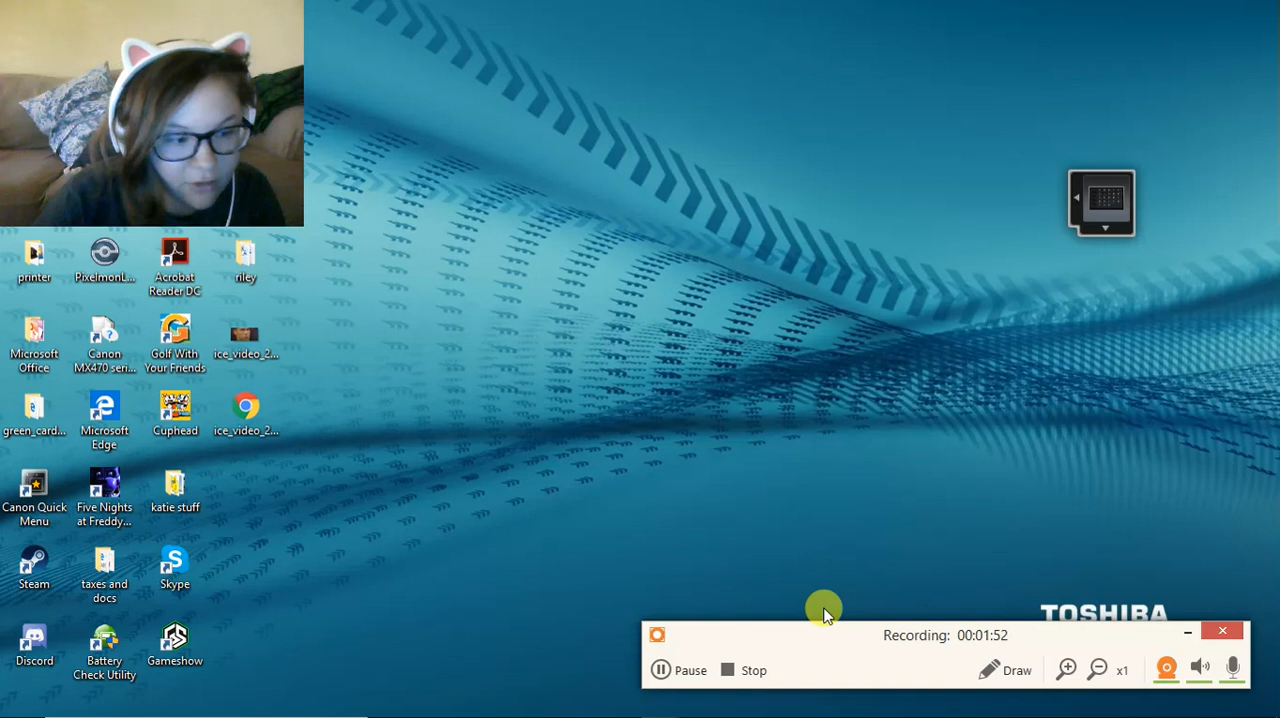 printer
PixelmonL...
Acrobat
Reader DC
riley
Microsoft
Office
Canon
MX470 seri...
Golf With
Your Friends
ice_video_2...
green_card...
Microsoft
Edge
Cuphead
ice_video_2...
Canon Quick
Menu
Five Nights
at Freddy...
katie stuff
Steam
taxes and
docs
Skype
Discord
Battery
Check Utility
Gameshow
TOSHIBA
Recording: 00:01:52
Pause
Stop
Draw
x1